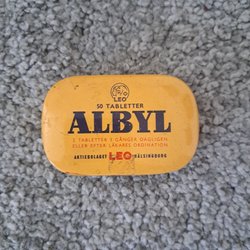 LEO
50 TABLETTER
ALBYL
2 TABLETTER 3 GÅNGER DAGLIGEN
ELLER EFTER LÄKARES ORDINATION
AKTIEBOLAGET LEO HÄLSINGBORG